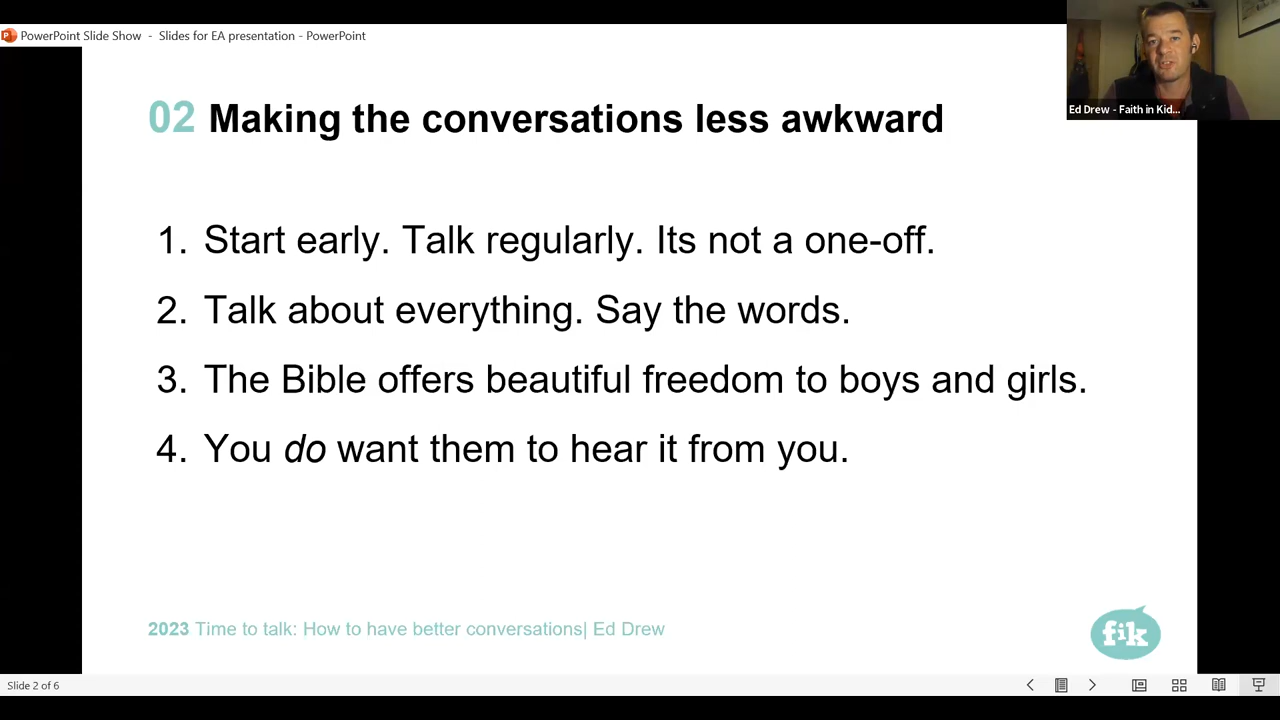 PowerPoint Slide Show - Slides for EA presentation - PowerPoint
Ed Drew - Faith in Kid...
02 Making the conversations less awkward
1. Start early. Talk regularly. Its not a one-off.
2. Talk about everything. Say the words.
3. The Bible offers beautiful freedom to boys and girls.
4. You do want them to hear it from you.
2023 Time to talk: How to have better conversations| Ed Drew
fik
Slide 2 of 6